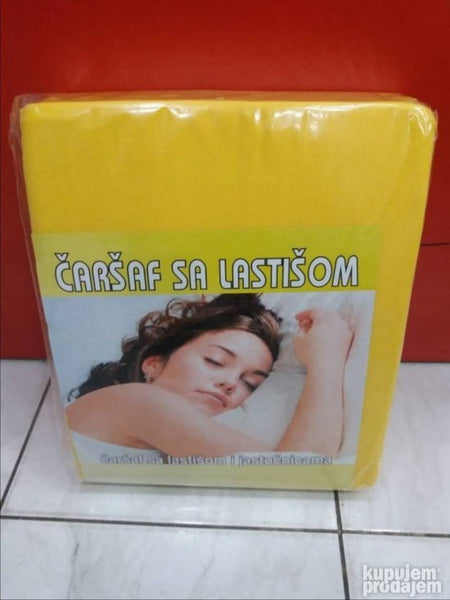 ČARŠAF SA LASTIŠOM
čaršaf sa lastišom i jastučnicama
kupujem
prodajem